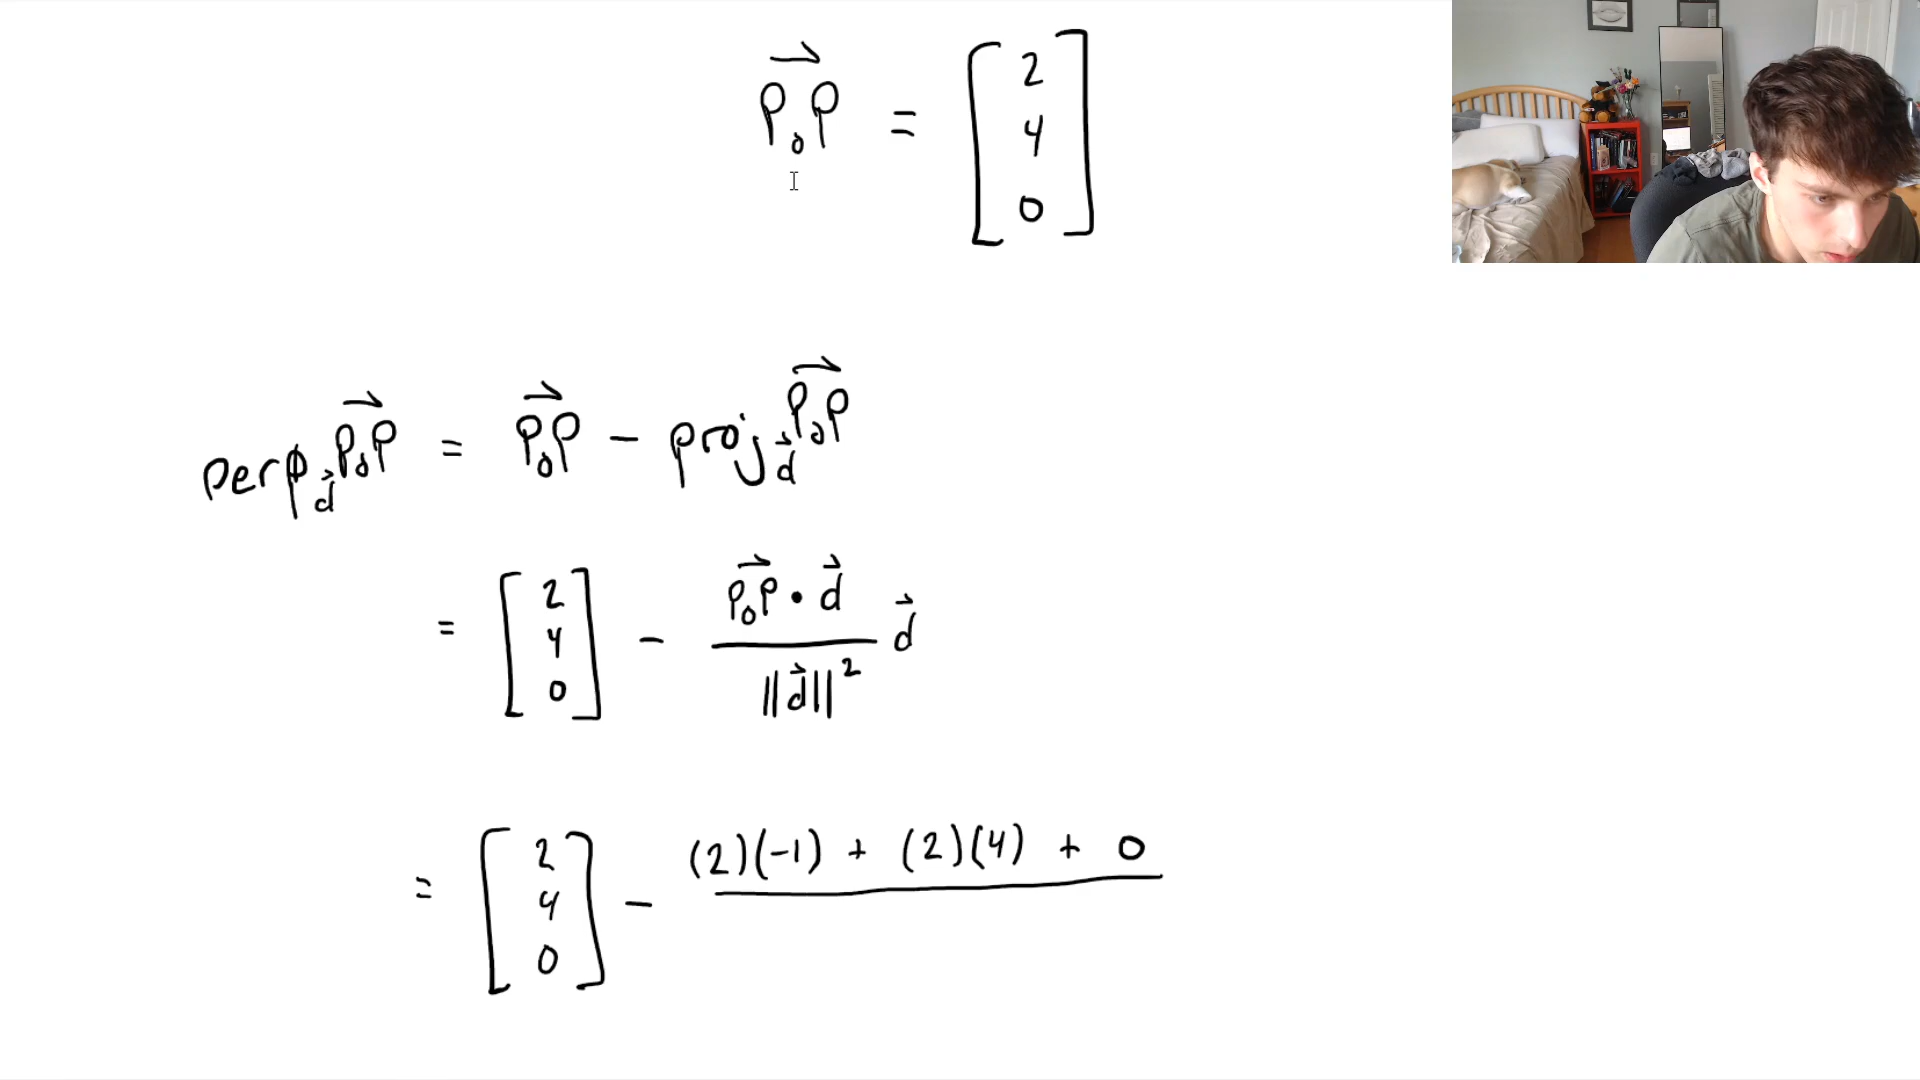 P₀P⃗ = [2 4 0]
perp_d⃗ P₀P⃗ = P₀P⃗ - proj_d⃗ P₀P⃗
= [2 4 0] - (P₀P⃗ · d⃗) / ||d⃗||² d⃗
= [2 4 0] - (2)(-1) + (2)(4) + 0